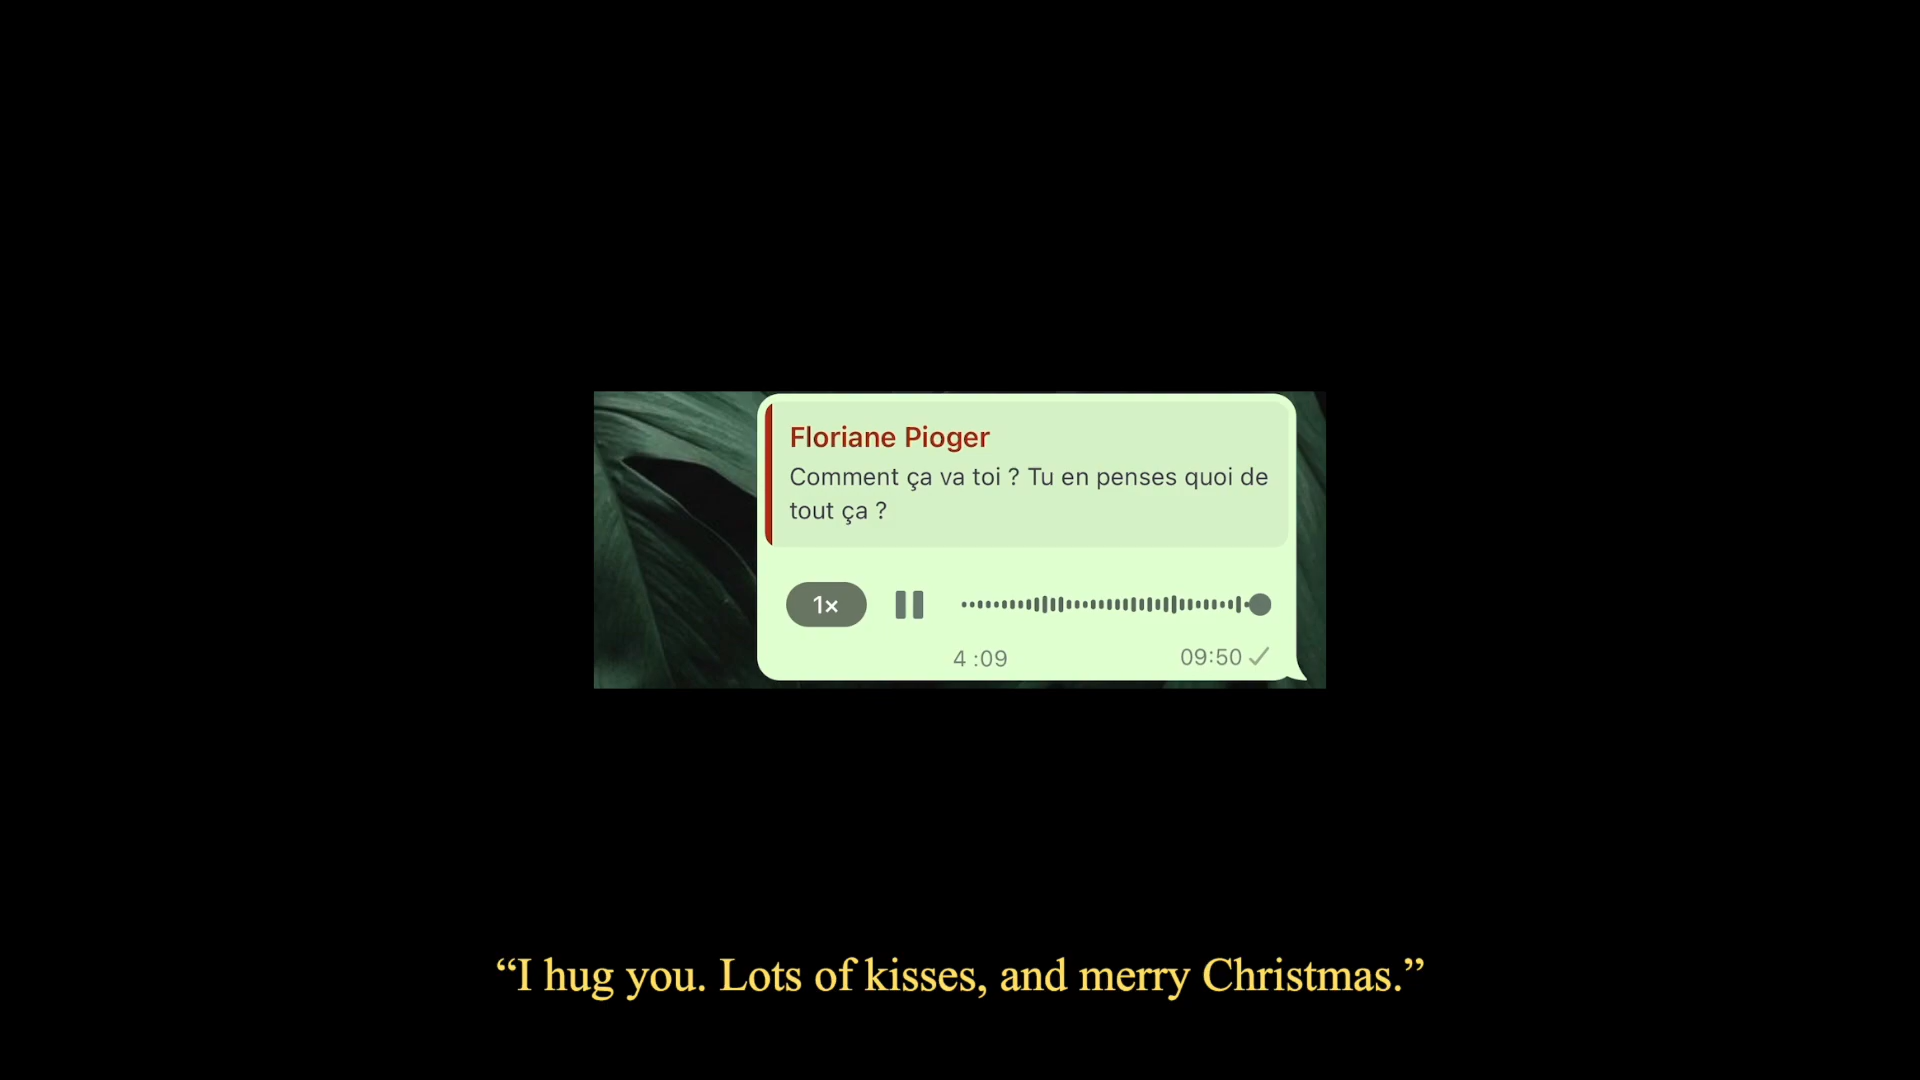 Floriane Pioger
Comment ça va toi ? Tu en penses quoi de
tout ça ?
1×
4 :09
09:50
“I hug you. Lots of kisses, and merry Christmas.”